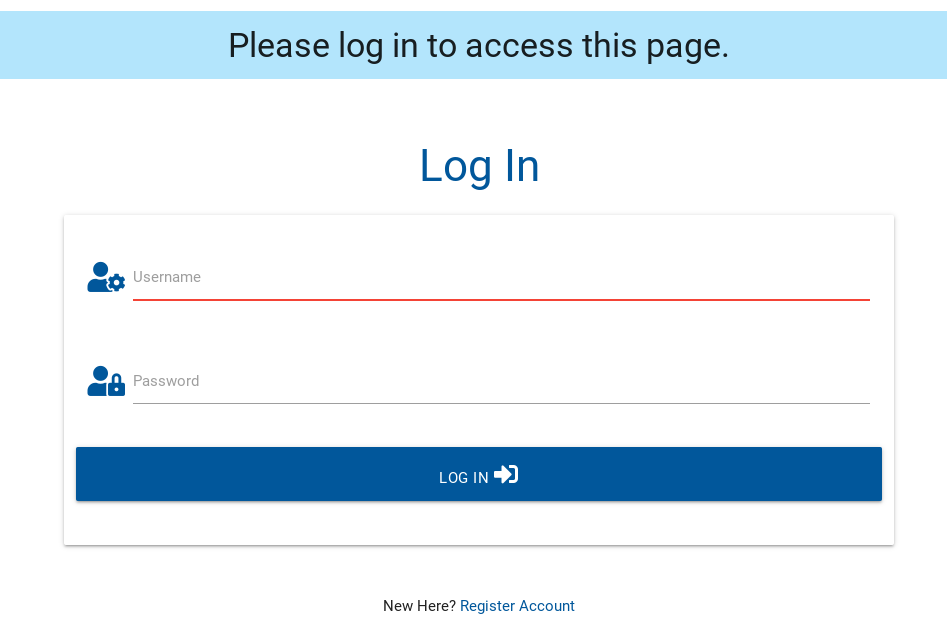 Please log in to access this page.
Log In
Username
Password
LOG IN
New Here? Register Account